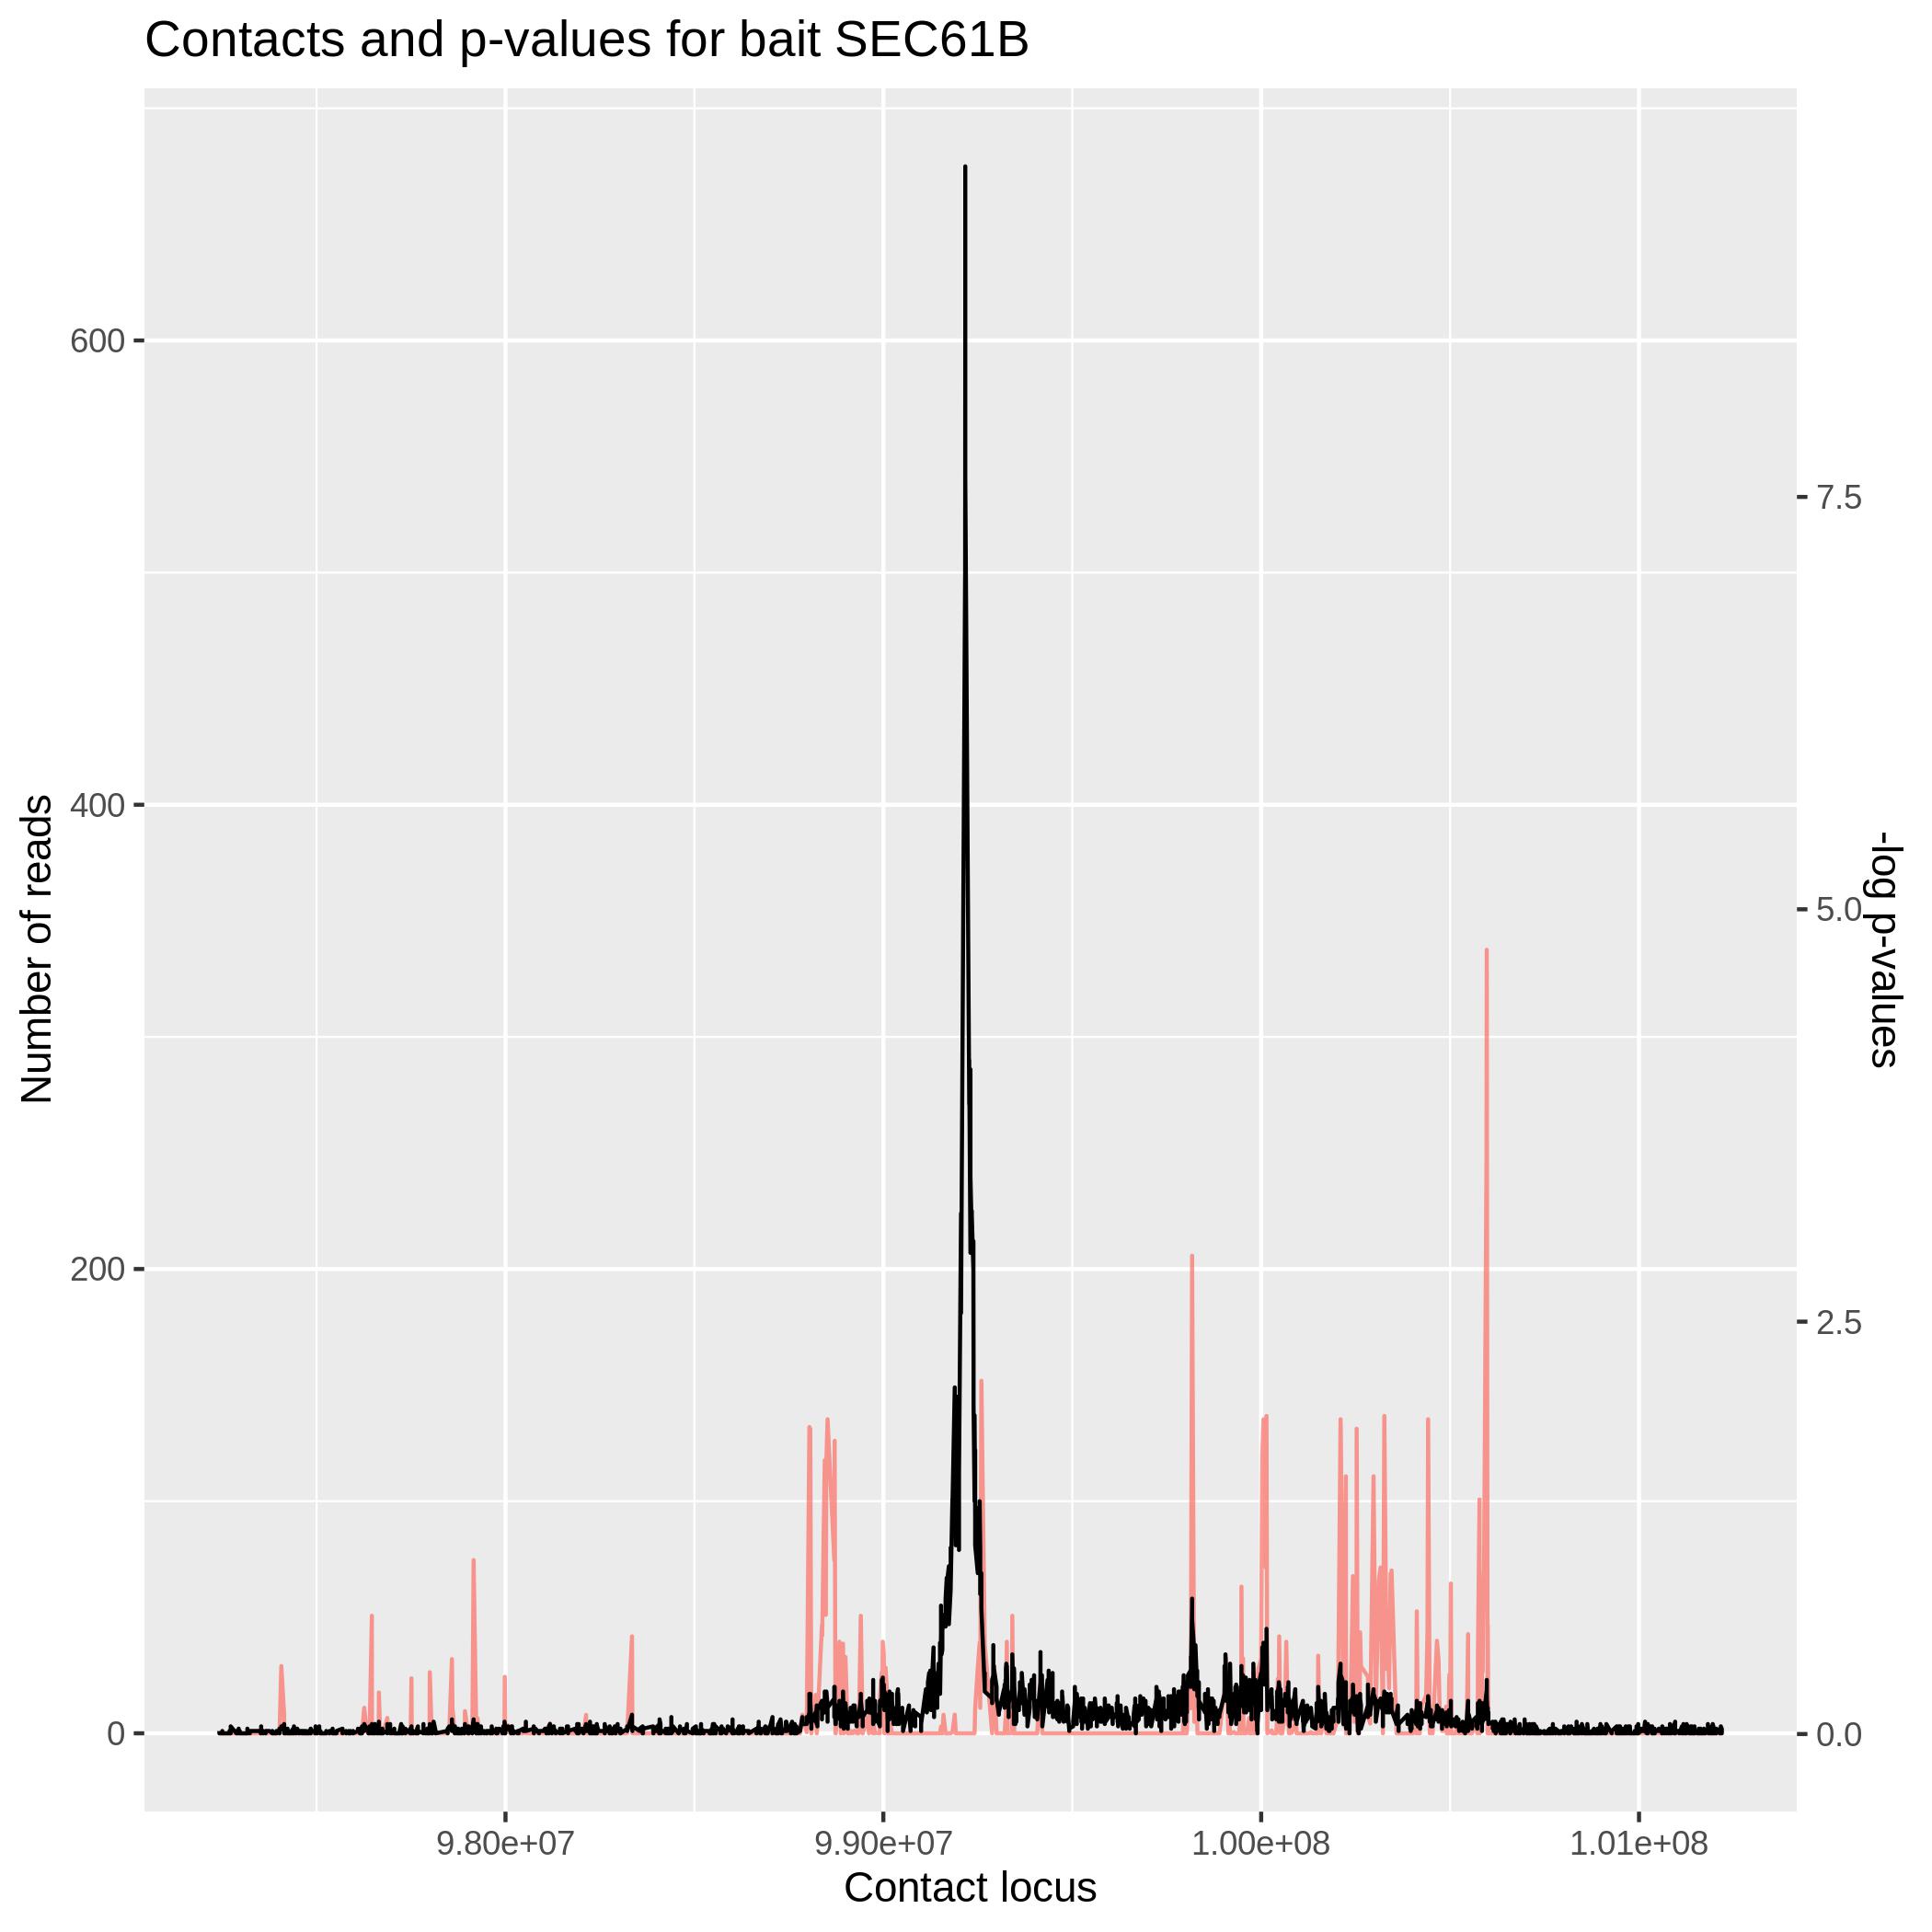 Contacts and p-values for bait SEC61B
Number of reads
600
400
200
0
7.5
5.0
2.5
0.0
-log p-values
9.80e+07
9.90e+07
1.00e+08
1.01e+08
Contact locus